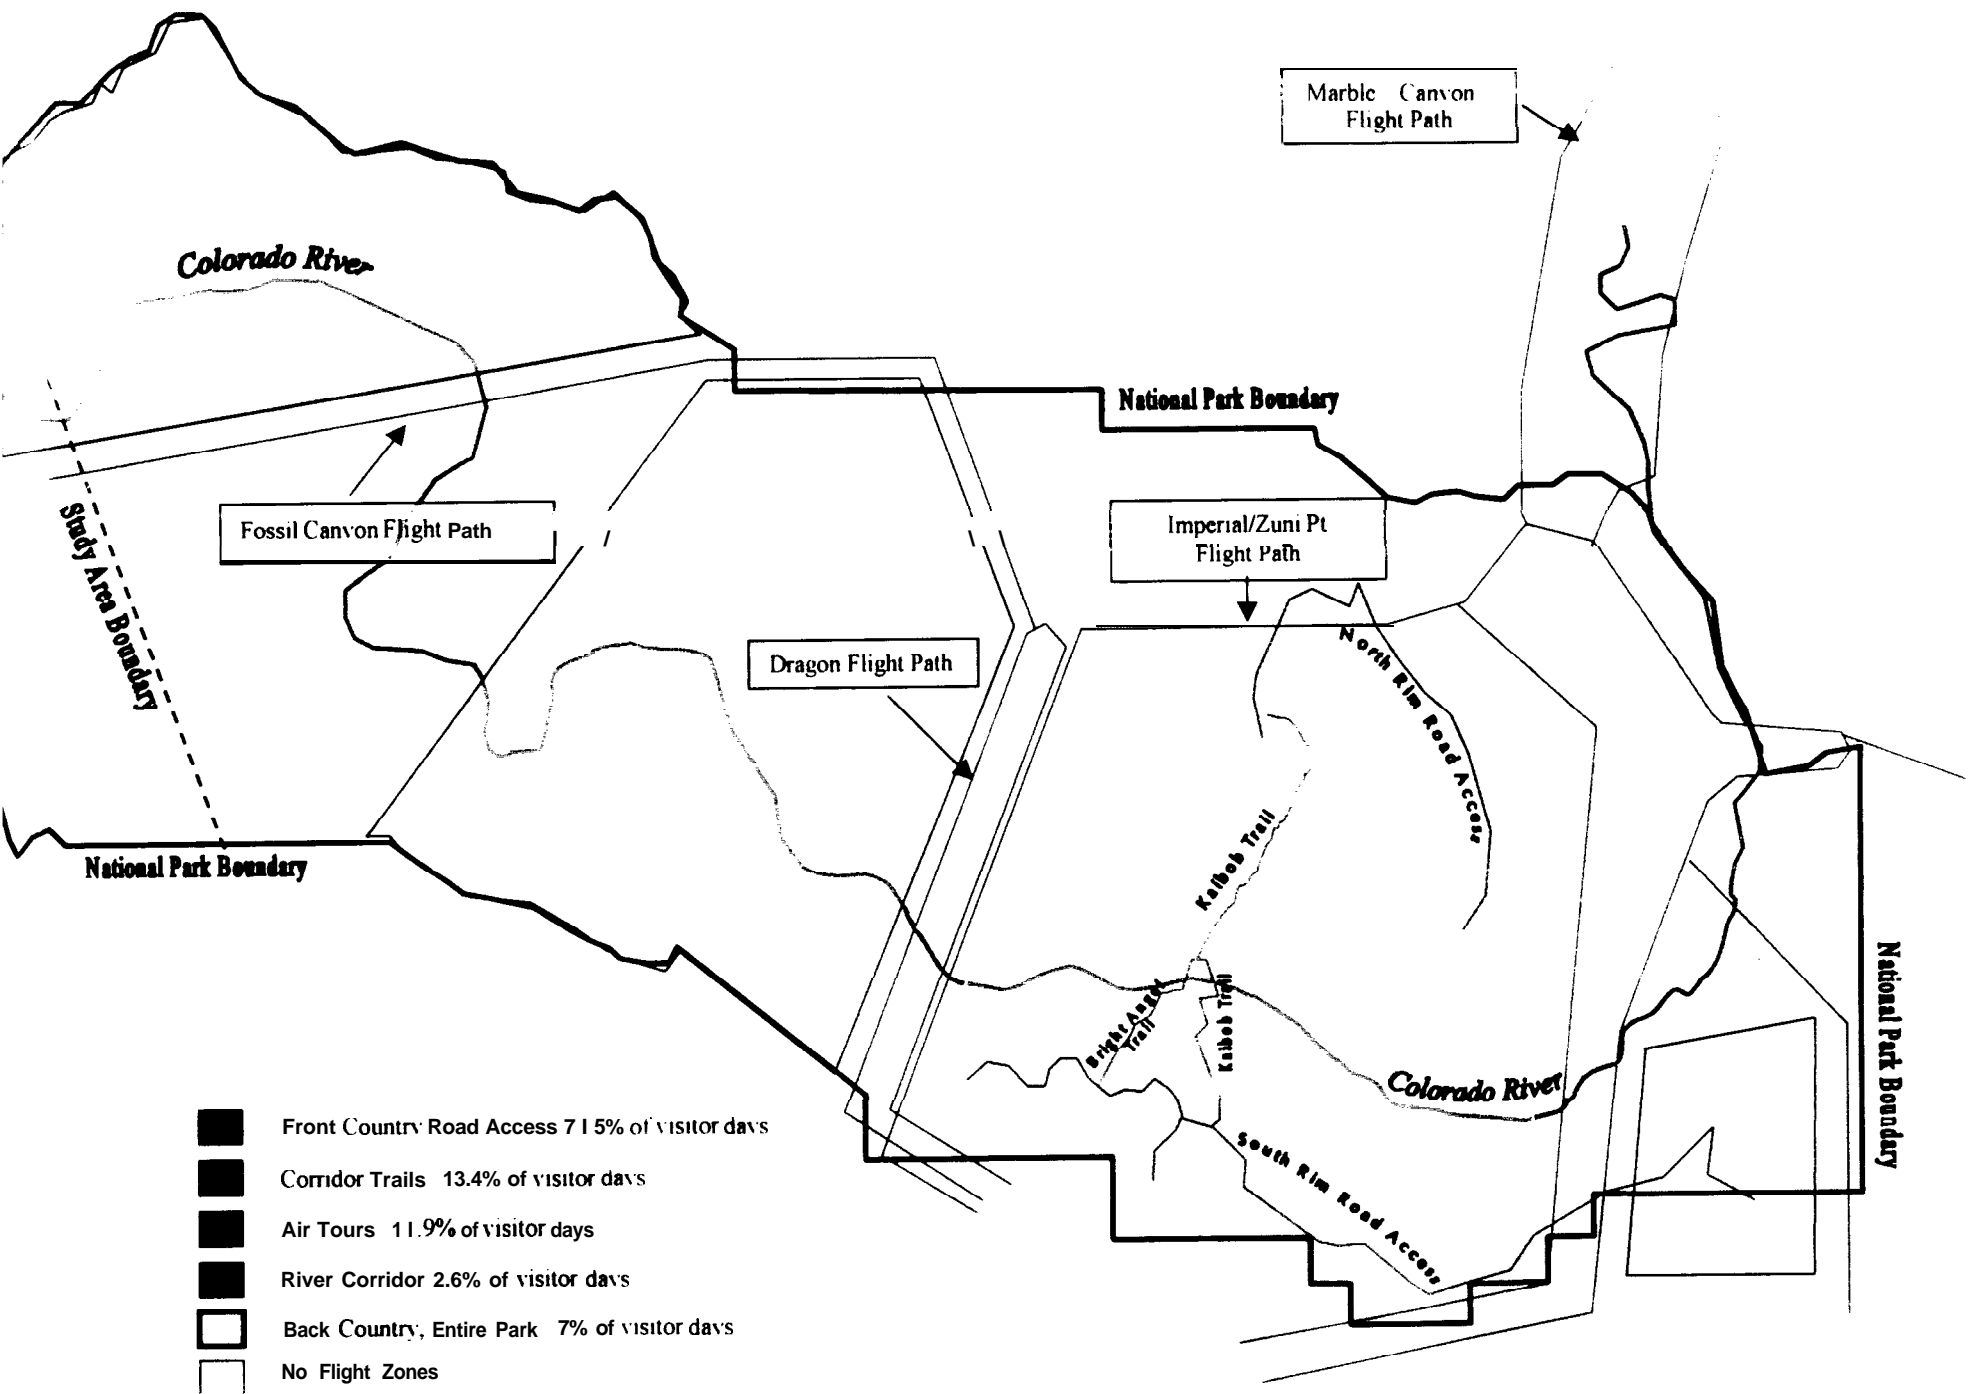 Marble Canyon
Flight Path
Colorado River
National Park Boundary
Fossil Canyon Flight Path
Imperial/Zuni Pt
Flight Path
Study Area Boundary
North Rim Road Access
Dragon Flight Path
Kaibob Trail
National Park Boundary
National Park Boundary
Bright Angel
Trail
Kaibob Trail
Colorado River
South Rim Road Access
Front Country Road Access 71 5% of visitor days
Corridor Trails 13.4% of visitor days
Air Tours 11.9% of visitor days
River Corridor 2.6% of visitor days
Back Country, Entire Park 7% of visitor days
No Flight Zones